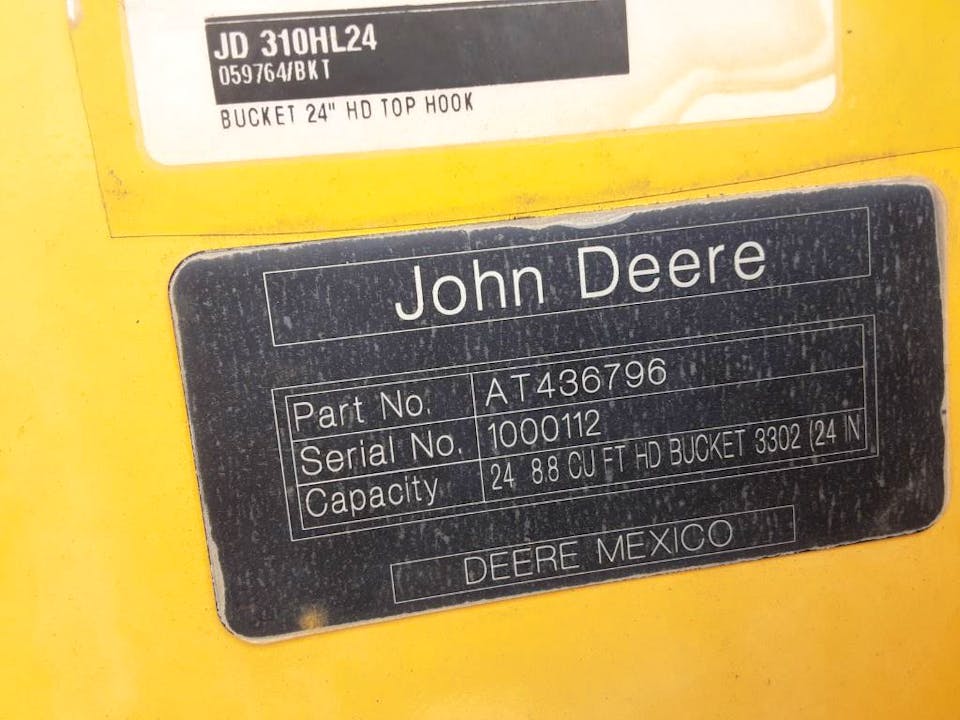 JD 310HL24
059764/BKT
BUCKET 24" HD TOP HOOK
John Deere
Part No. AT436796
Serial No. 1000112
Capacity 24 8.8 CU FT HD BUCKET 3302 (24 IN
DEERE MEXICO